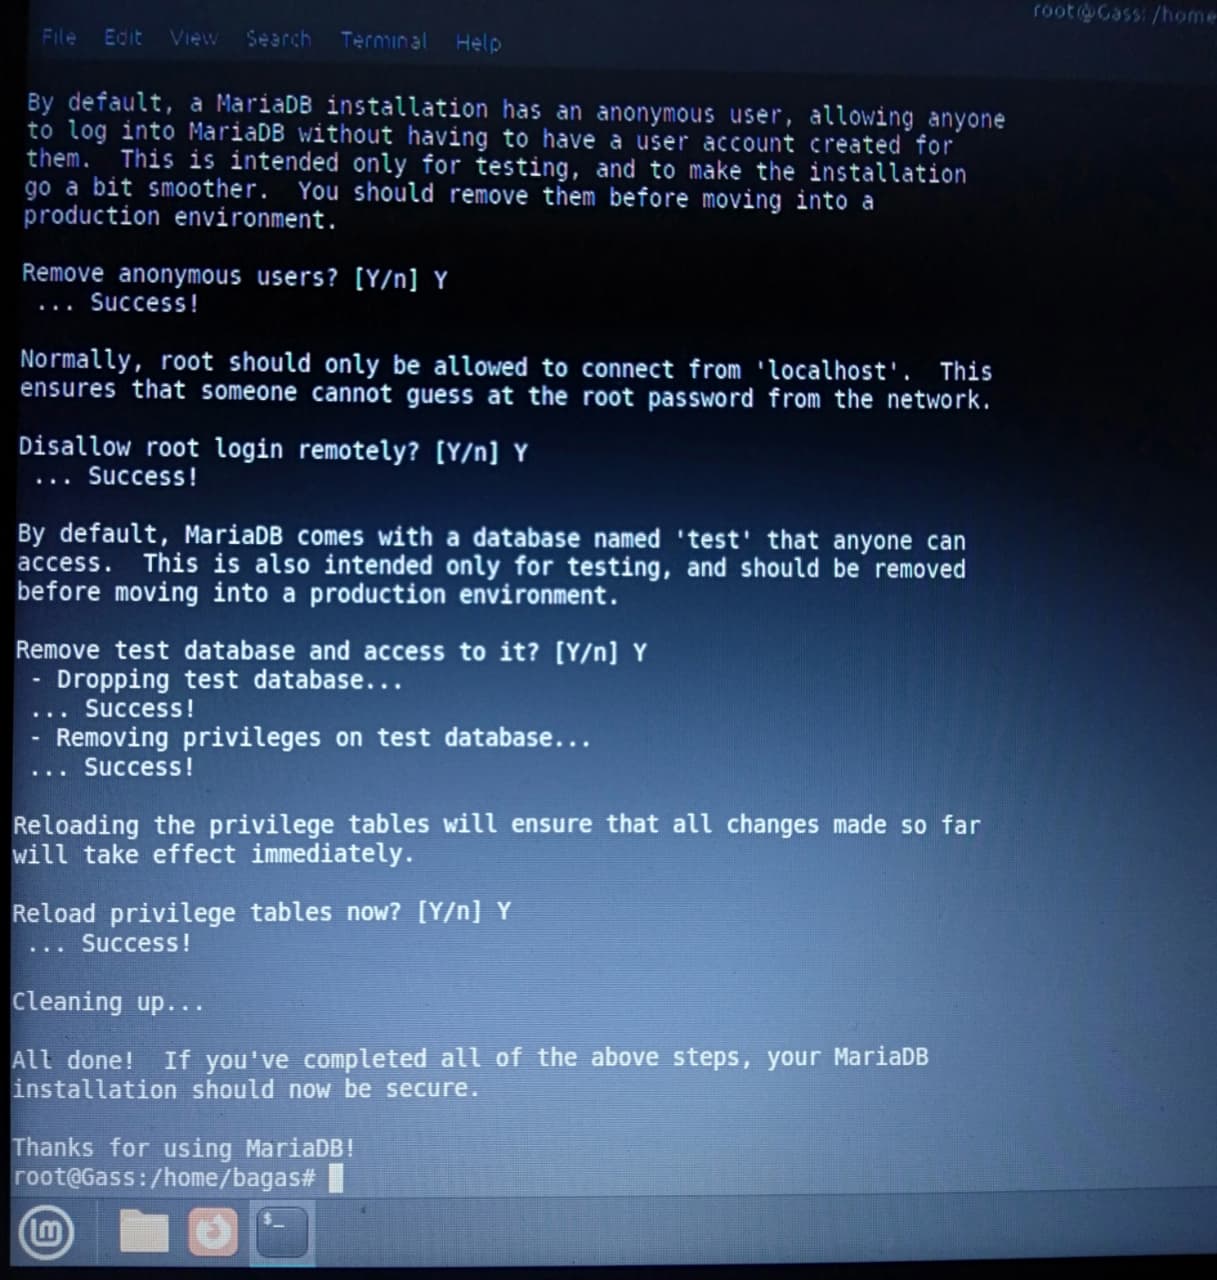 root@Gass: /home
File Edit View Search Terminal Help
By default, a MariaDB installation has an anonymous user, allowing anyone
to log into MariaDB without having to have a user account created for
them.  This is intended only for testing, and to make the installation
go a bit smoother.  You should remove them before moving into a
production environment.
Remove anonymous users? [Y/n] Y
 ... Success!
Normally, root should only be allowed to connect from 'localhost'.  This
ensures that someone cannot guess at the root password from the network.
Disallow root login remotely? [Y/n] Y
 ... Success!
By default, MariaDB comes with a database named 'test' that anyone can
access.  This is also intended only for testing, and should be removed
before moving into a production environment.
Remove test database and access to it? [Y/n] Y
 - Dropping test database...
 ... Success!
 - Removing privileges on test database...
 ... Success!
Reloading the privilege tables will ensure that all changes made so far
will take effect immediately.
Reload privilege tables now? [Y/n] Y
 ... Success!
Cleaning up...
All done!  If you've completed all of the above steps, your MariaDB
installation should now be secure.
Thanks for using MariaDB!
root@Gass:/home/bagas#
$_